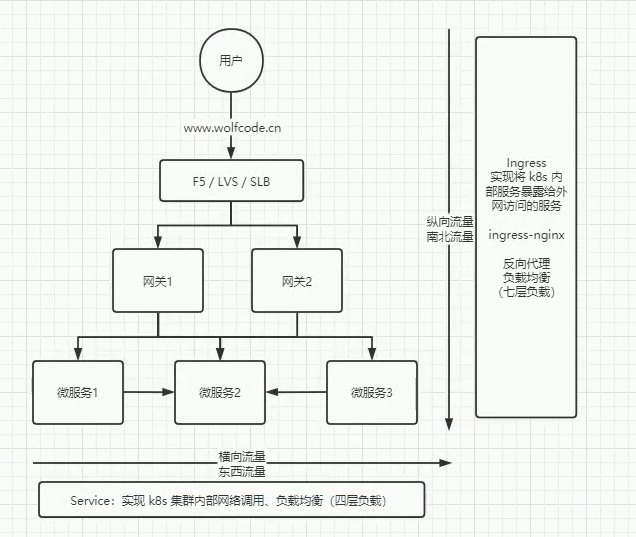 用户
www.wolfcode.cn
F5 / LVS / SLB
网关1
网关2
微服务1
微服务2
微服务3
纵向流量
南北流量
Ingress
实现将 k8s 内
部服务暴露给外
网访问的服务
ingress-nginx
反向代理
负载均衡
（七层负载）
横向流量
东西流量
Service：实现 k8s 集群内部网络调用、负载均衡（四层负载）